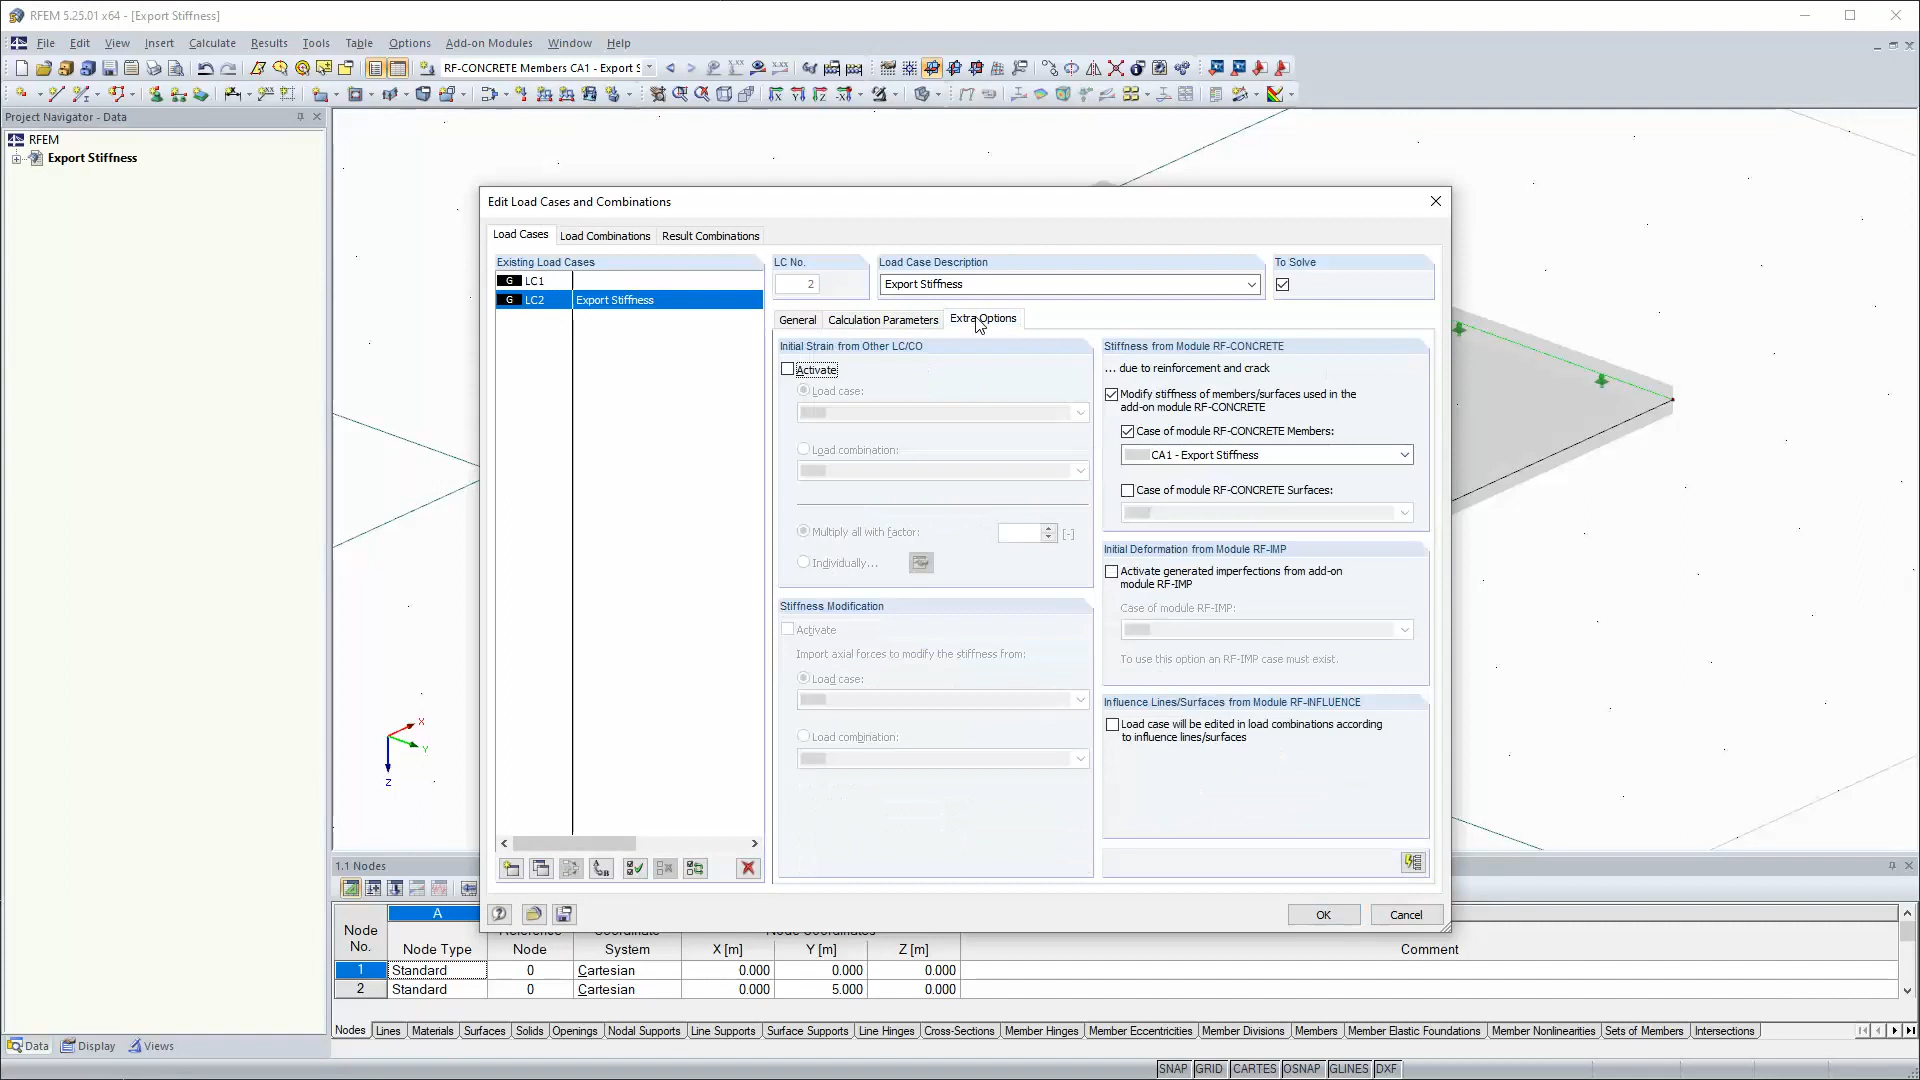 RFEM 5.25.01 x64 - [Export Stiffness]
File Edit View Insert Calculate Results Tools Table Options Add-on Modules Window Help
RF-CONCRETE Members CA1 - Export S
Project Navigator - Data
RFEM
Export Stiffness
Edit Load Cases and Combinations
Load Cases Load Combinations Result Combinations
Existing Load Cases
G LC1
G LC2 Export Stiffness
LC No.
2
Load Case Description
Export Stiffness
To Solve
General Calculation Parameters Extra Options
Initial Strain from Other LC/CO
Activate
Load case:
Load combination:
Multiply all with factor: [-]
Individually...
Stiffness Modification
Activate
Import axial forces to modify the stiffness from:
Load case:
Load combination:
Stiffness from Module RF-CONCRETE
... due to reinforcement and crack
Modify stiffness of members/surfaces used in the
add-on module RF-CONCRETE
Case of module RF-CONCRETE Members:
CA1 - Export Stiffness
Case of module RF-CONCRETE Surfaces:
Initial Deformation from Module RF-IMP
Activate generated imperfections from add-on
module RF-IMP
Case of module RF-IMP:
To use this option an RF-IMP case must exist.
Influence Lines/Surfaces from Module RF-INFLUENCE
Load case will be edited in load combinations according
to influence lines/surfaces
OK Cancel
X
Y
Z
1.1 Nodes
A
Node
No.
Node Type
Node
System
X [m] Y [m] Z [m]
Comment
1 Standard 0 Cartesian 0.000 0.000 0.000
2 Standard 0 Cartesian 0.000 5.000 0.000
Nodes Lines Materials Surfaces Solids Openings Nodal Supports Line Supports Surface Supports Line Hinges Cross-Sections Member Hinges Member Eccentricities Member Divisions Members Member Elastic Foundations Member Nonlinearities Sets of Members Intersections
Data Display Views
SNAP GRID CARTES OSNAP GLINES DXF